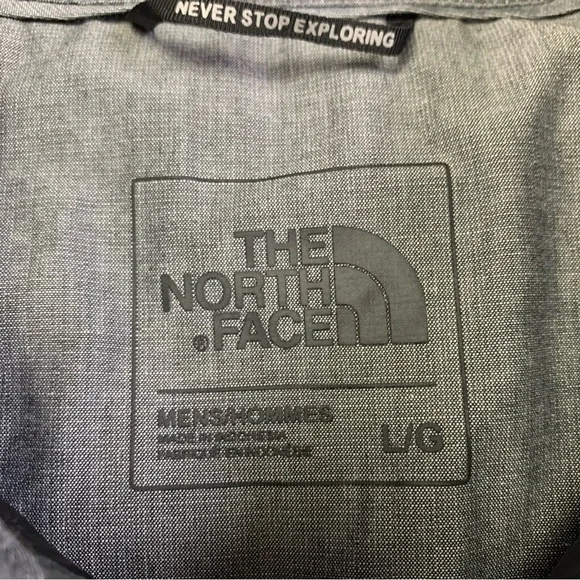 NEVER STOP EXPLORING
THE
NORTH
FACE
MENS/HOMMES
MADE IN INDONESIA
FABRIQUÉ EN INDONÉSIE
L/G